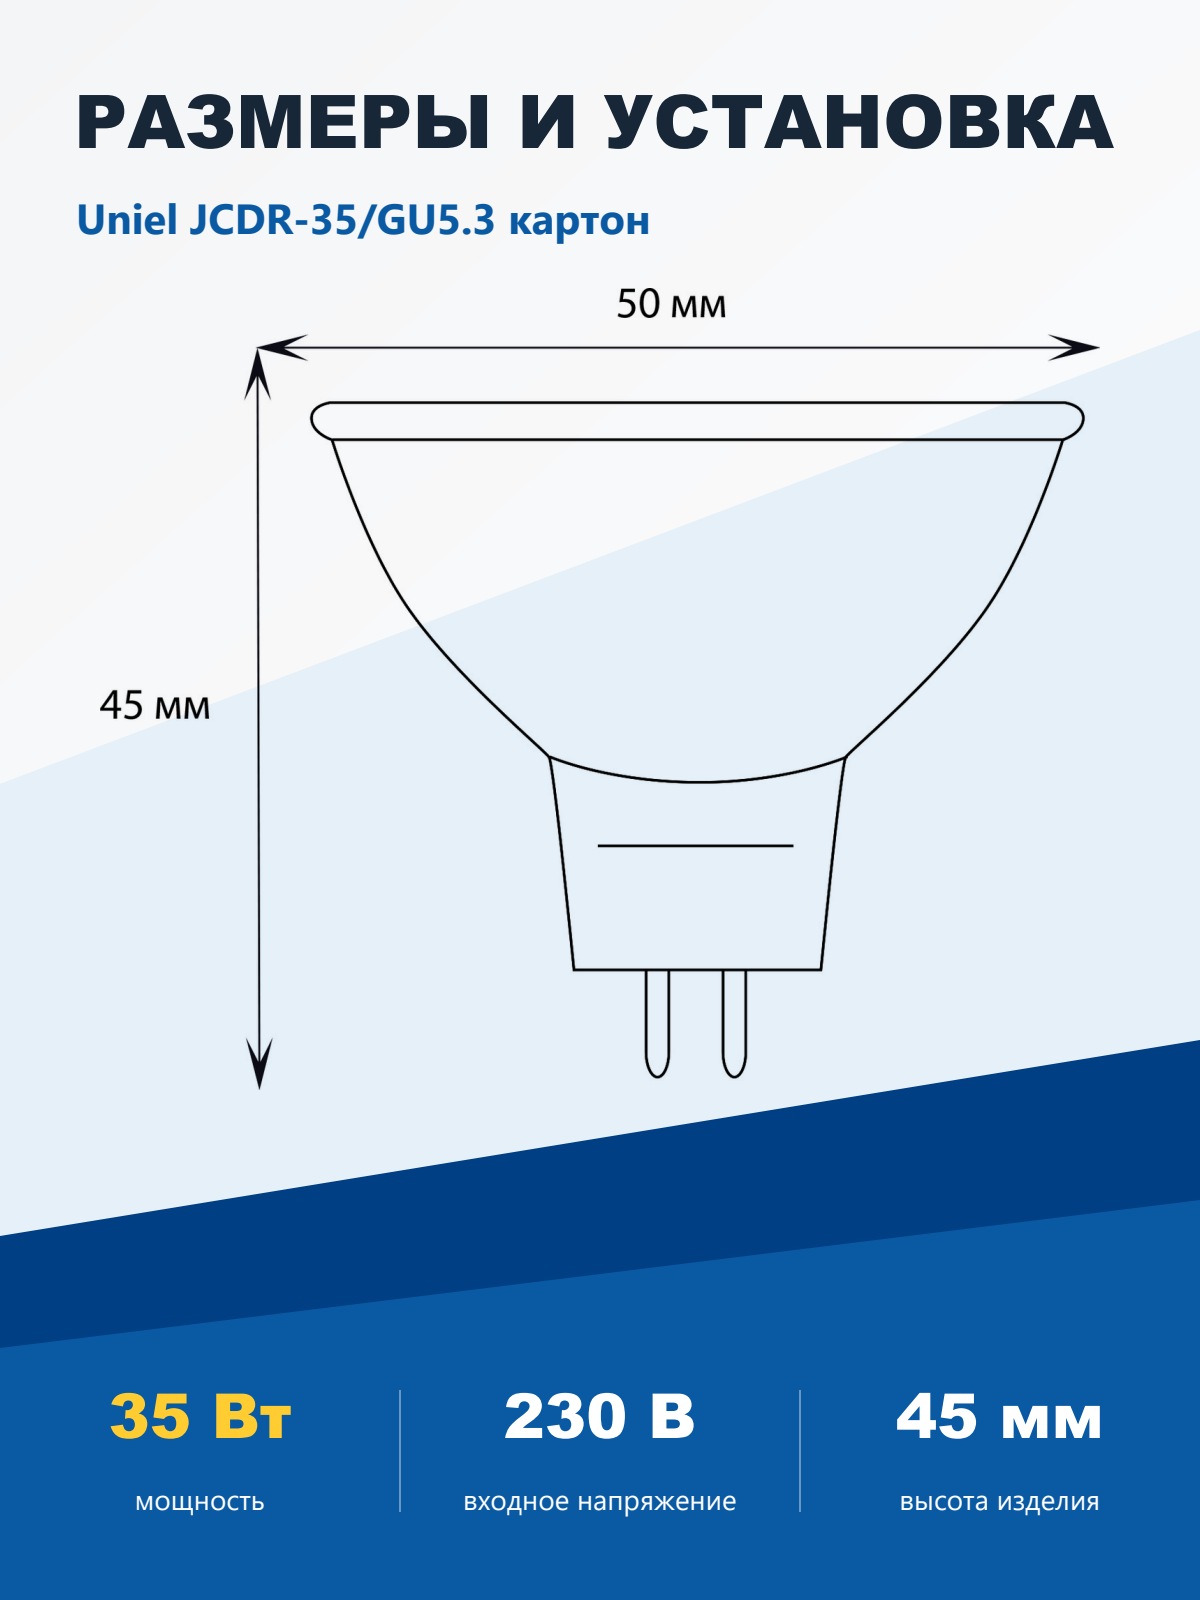 РАЗМЕРЫ И УСТАНОВКА
Uniel JCDR-35/GU5.3 картон
50 мм
45 мм
35 Вт
230 В
45 мм
мощность
входное напряжение
высота изделия